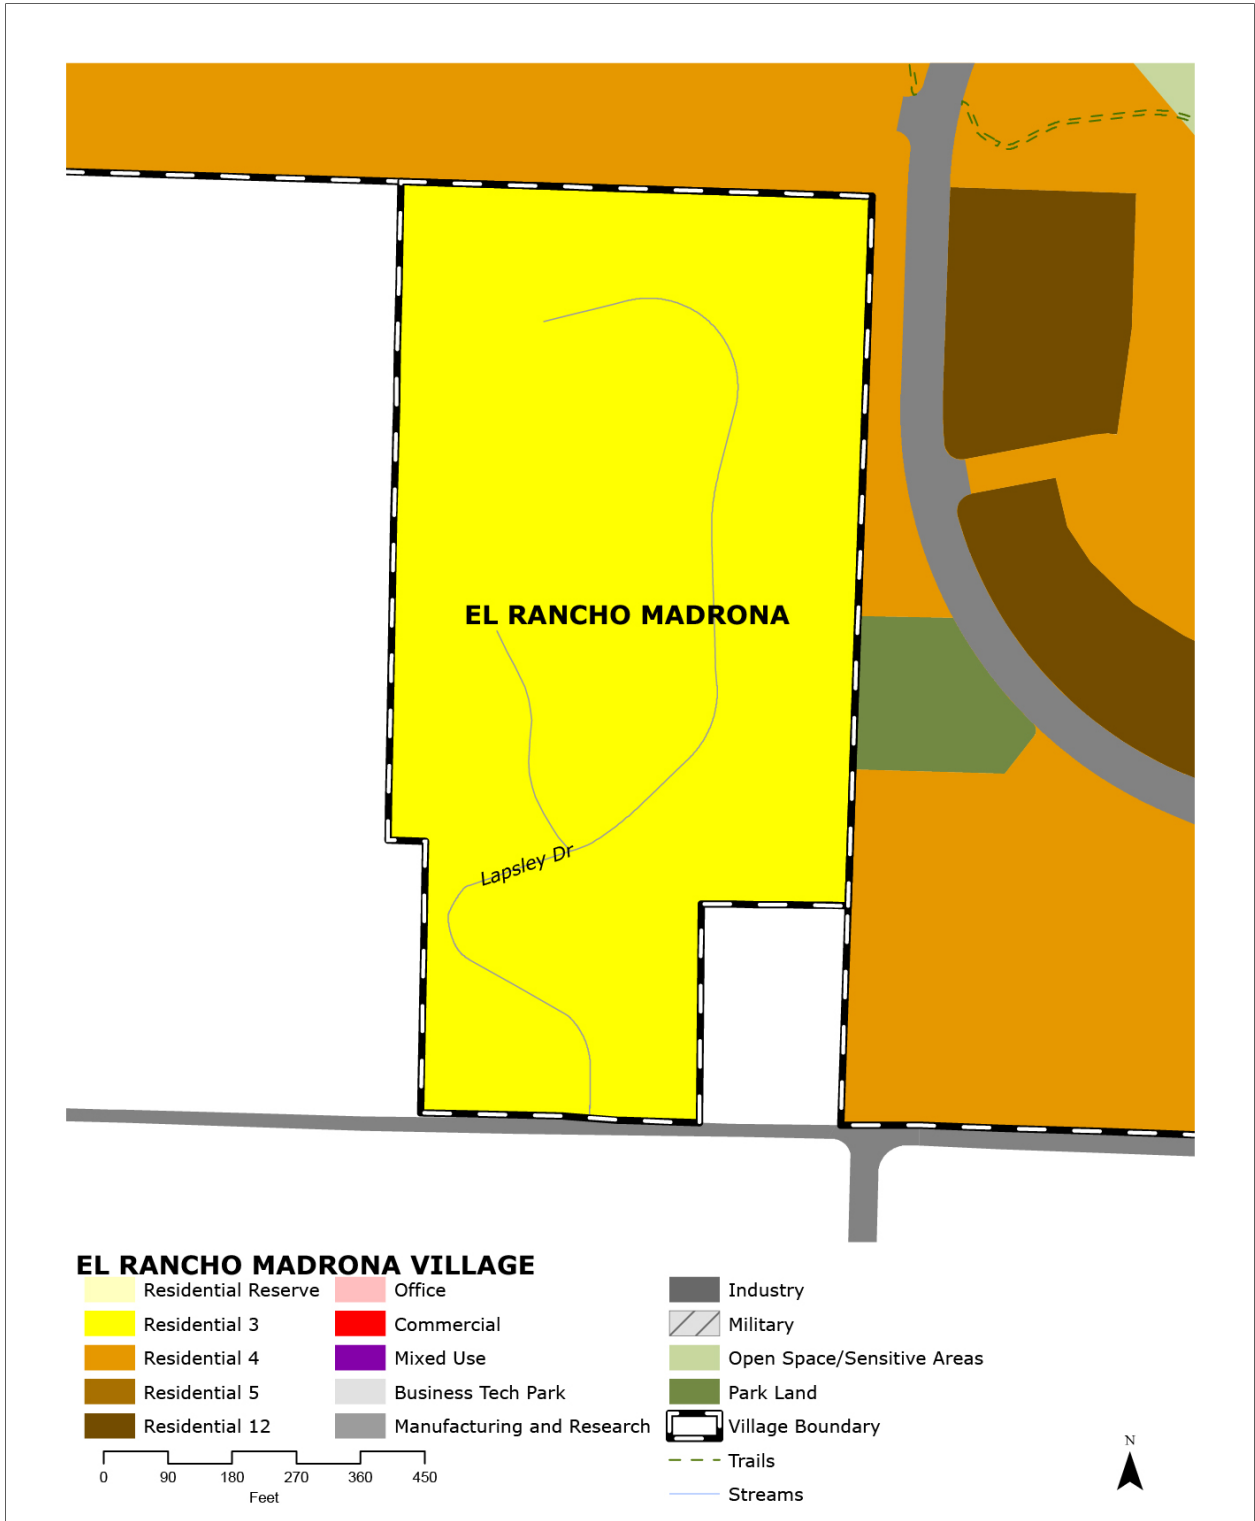 EL RANCHO MADRONA
Lapsley Dr
EL RANCHO MADRONA VILLAGE
Residential Reserve
Residential 3
Residential 4
Residential 5
Residential 12
Office
Commercial
Mixed Use
Business Tech Park
Manufacturing and Research
Industry
Military
Open Space/Sensitive Areas
Park Land
Village Boundary
Trails
Streams
0 90 180 270 360 450
Feet
N